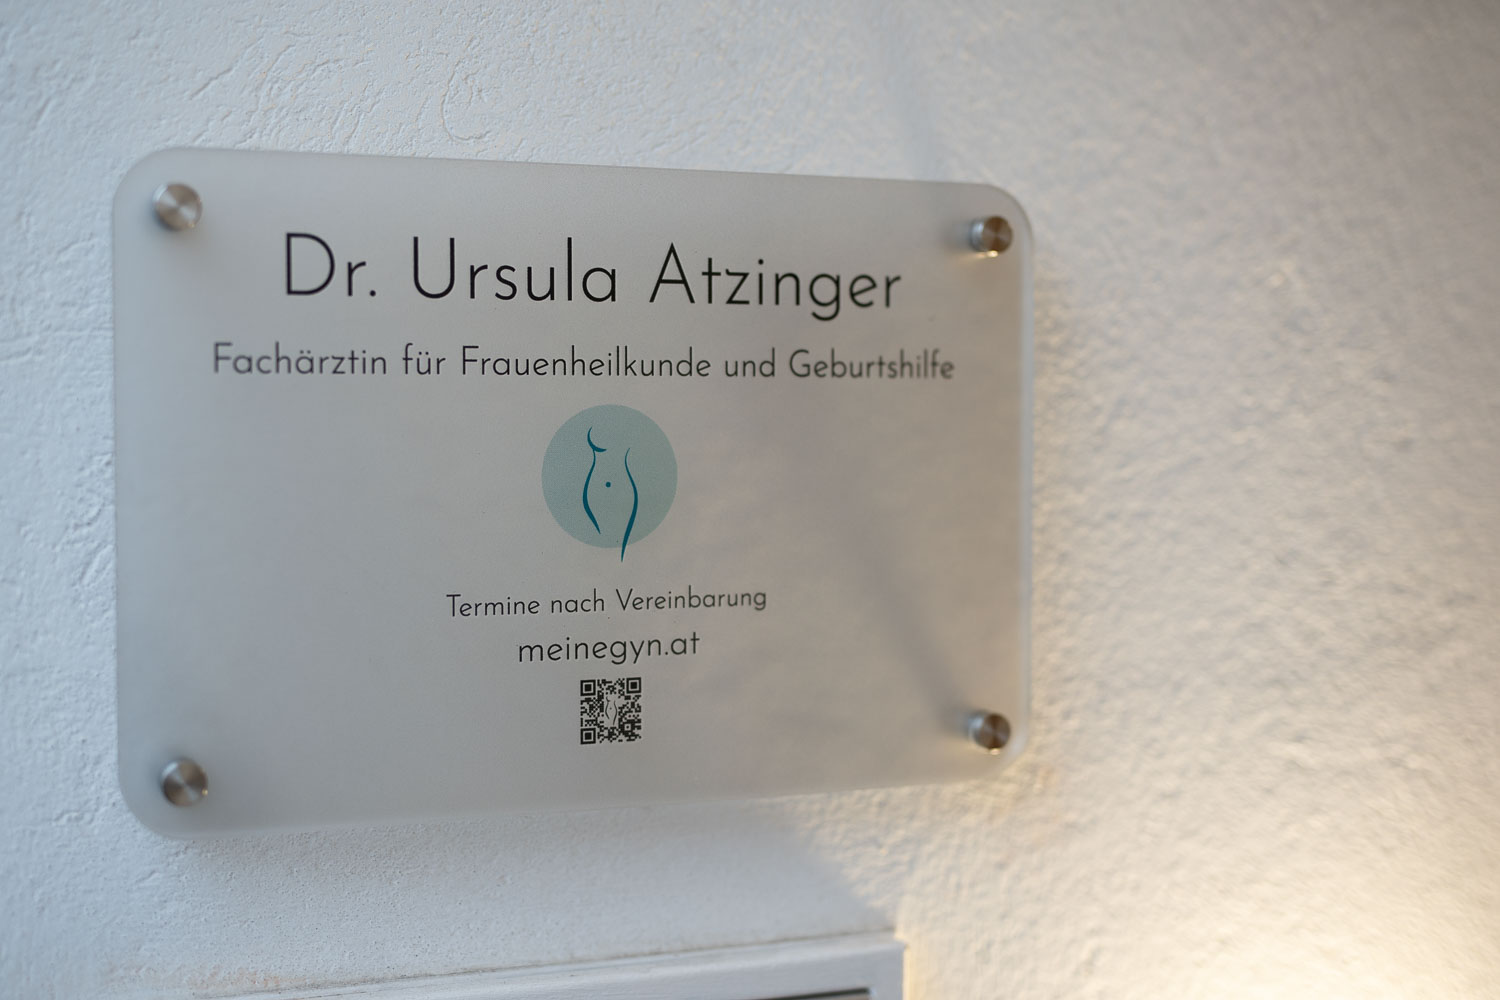 Dr. Ursula Atzinger
Fachärztin für Frauenheilkunde und Geburtshilfe
Termine nach Vereinbarung
meinegyn.at